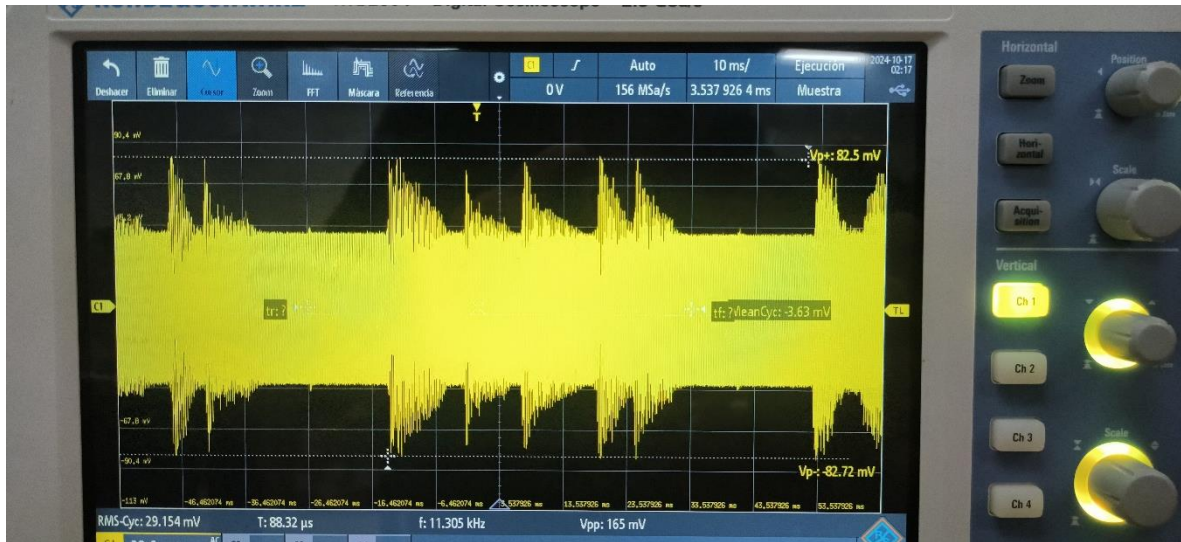 Deshacer Eliminar Cursor Zoom FFT Máscara Referencia
C1 Auto 10 ms/ Ejecución 2024-10-17
02:17
0 V 156 MSa/s 3.537 926 4 ms Muestra
T
90,4 mV
Vp+: 82.5 mV
67,8 mV
C1
tr: ?
tf: ?
MeanCyc: -3.63 mV
TL
-67,8 mV
-90,4 mV
Vp-: -82.72 mV
-113 mV -46,462074 ms -36,462074 ms -26,462074 ms -16,462074 ms -6,462074 ms 3,537926 ms 13,537926 ms 23,537926 ms 33,537926 ms 43,537926 ms 53,537926 ms
RMS-Cyc: 29.154 mV T: 88.32 µs f: 11.305 kHz Vpp: 165 mV
Horizontal
Position
Zoom
Hori-
zontal
Scale
Acqui-
sition
Vertical
Ch 1
Ch 2
Ch 3
Scale
Ch 4